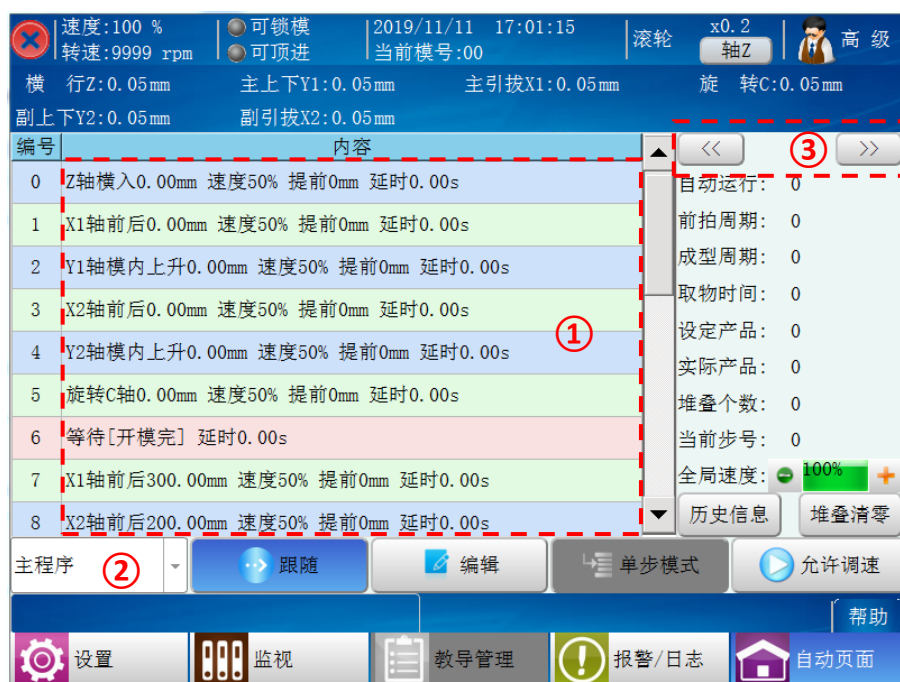 速度:100 % 可锁模 2019/11/11 17:01:15 滚轮 x0.2 高 级
转速:9999 rpm 可顶进 当前模号:00 轴Z
横 行Z:0.05mm 主上下Y1:0.05mm 主引拔X1:0.05mm 旋 转C:0.05mm
副上下Y2:0.05mm 副引拔X2:0.05mm
编号 内容 << ③ >>
0 Z轴横入0.00mm 速度50% 提前0mm 延时0.00s 自动运行: 0
1 X1轴前后0.00mm 速度50% 提前0mm 延时0.00s 前拍周期: 0
2 Y1轴模内上升0.00mm 速度50% 提前0mm 延时0.00s 成型周期: 0
3 X2轴前后0.00mm 速度50% 提前0mm 延时0.00s 取物时间: 0
① 设定产品: 0
4 Y2轴模内上升0.00mm 速度50% 提前0mm 延时0.00s 实际产品: 0
5 旋转C轴0.00mm 速度50% 提前0mm 延时0.00s 堆叠个数: 0
6 等待[开模完] 延时0.00s 当前步号: 0
7 X1轴前后300.00mm 速度50% 提前0mm 延时0.00s 全局速度: 100%
8 X2轴前后200.00mm 速度50% 提前0mm 延时0.00s 历史信息 堆叠清零
主程序 ② 跟随 编辑 单步模式 允许调速
帮助
设置 监视 教导管理 报警/日志 自动页面